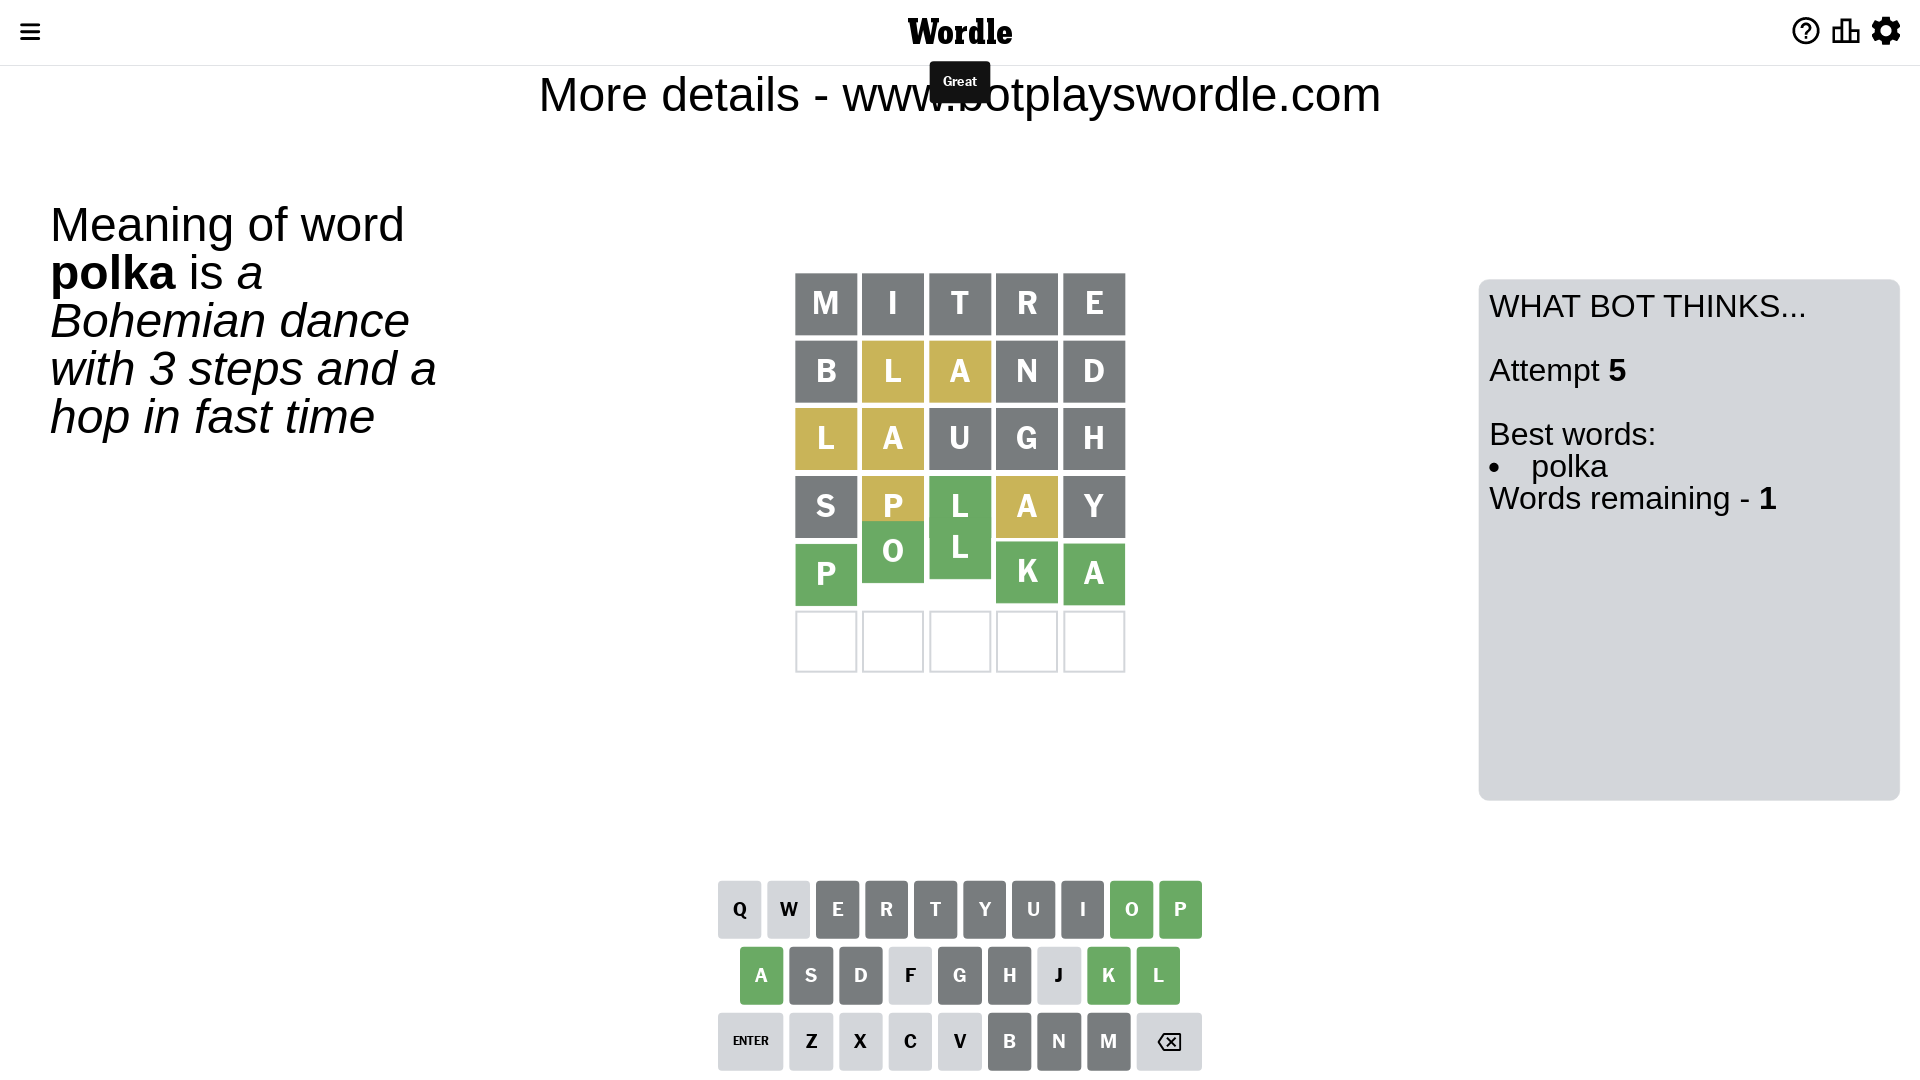 Wordle
Great
More details - www.botplayswordle.com
Meaning of word
polka is a
Bohemian dance
with 3 steps and a
hop in fast time
M I T R E
B L A N D
L A U G H
S P L A Y
P O L K A
WHAT BOT THINKS...
Attempt 5
Best words:
• polka
Words remaining - 1
Q W E R T Y U I O P
A S D F G H J K L
ENTER Z X C V B N M